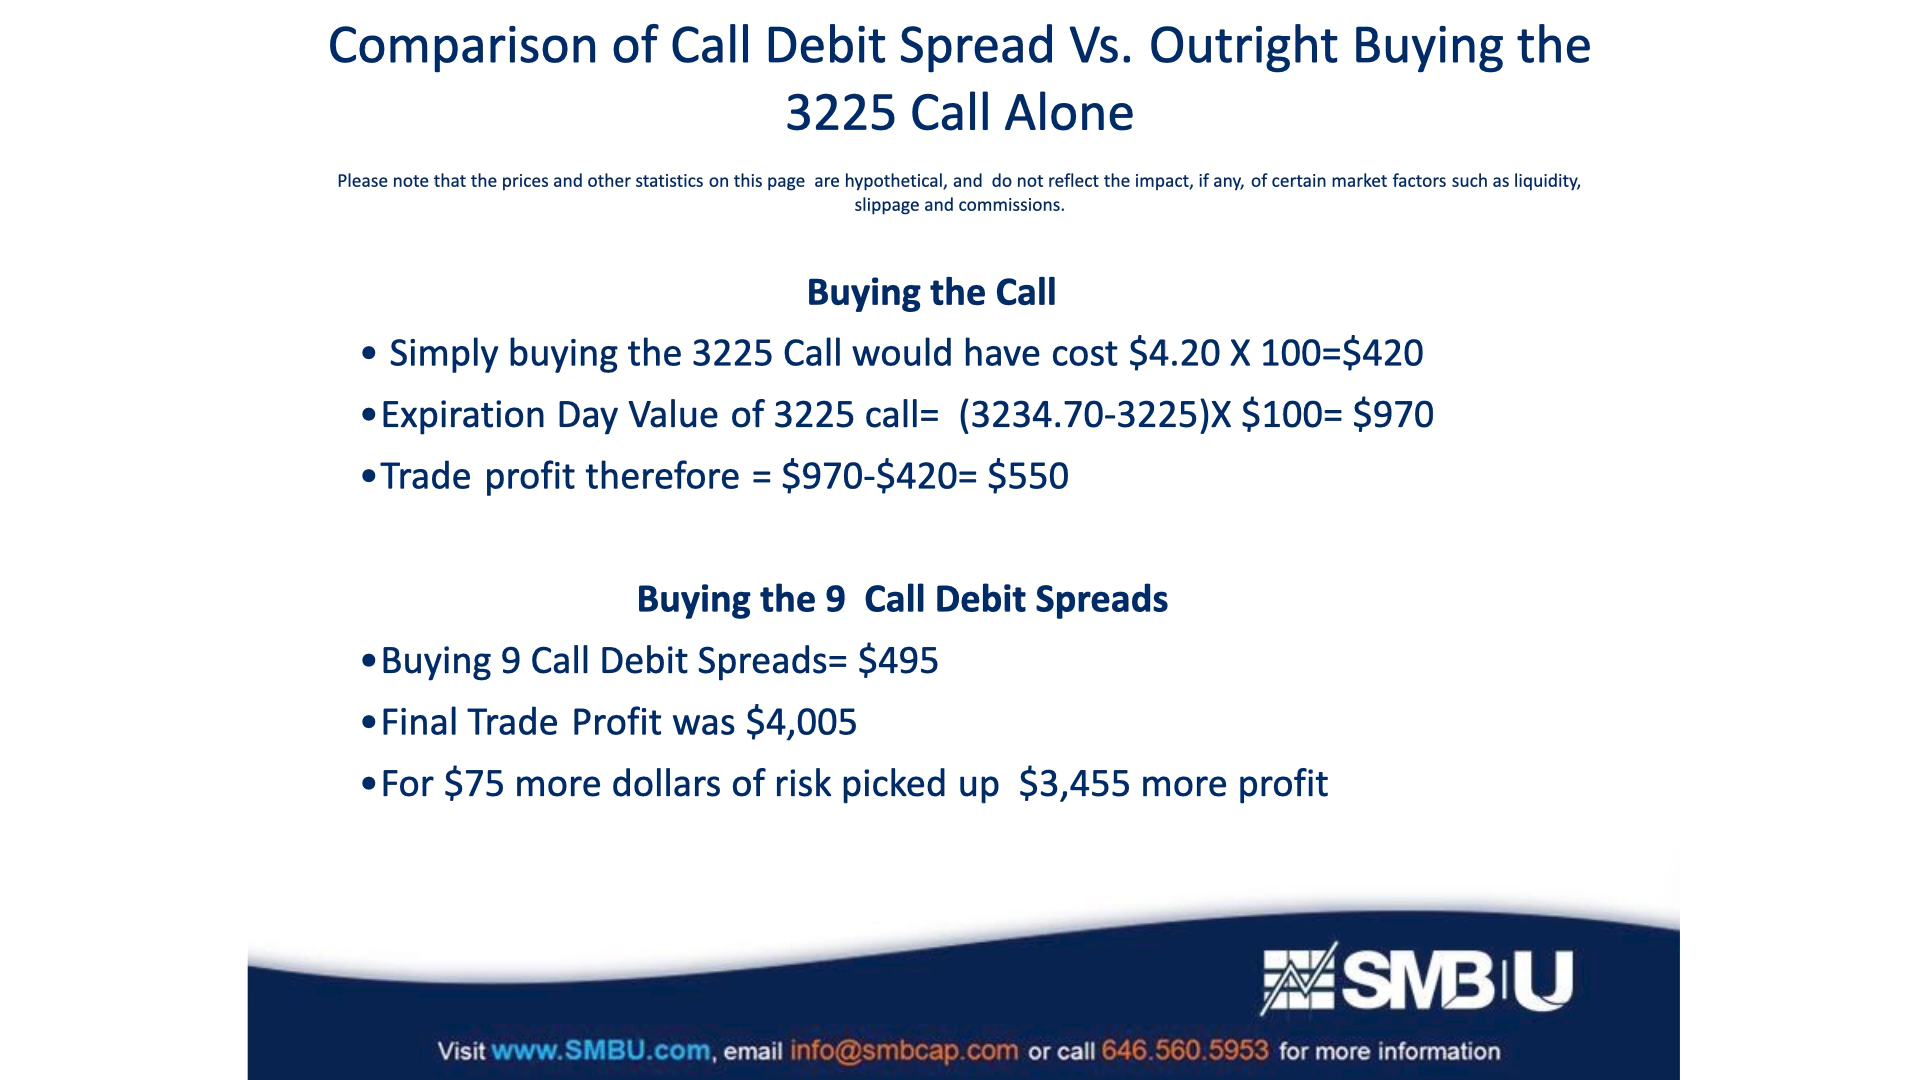 Comparison of Call Debit Spread Vs. Outright Buying the
3225 Call Alone
Please note that the prices and other statistics on this page  are hypothetical, and  do not reflect the impact, if any, of certain market factors such as liquidity,
slippage and commissions.
Buying the Call
• Simply buying the 3225 Call would have cost $4.20 X 100=$420
•Expiration Day Value of 3225 call=  (3234.70-3225)X $100= $970
•Trade profit therefore = $970-$420= $550
Buying the 9  Call Debit Spreads
•Buying 9 Call Debit Spreads= $495
•Final Trade Profit was $4,005
•For $75 more dollars of risk picked up  $3,455 more profit
SMB|U
Visit www.SMBU.com, email info@smbcap.com or call 646.560.5953 for more information